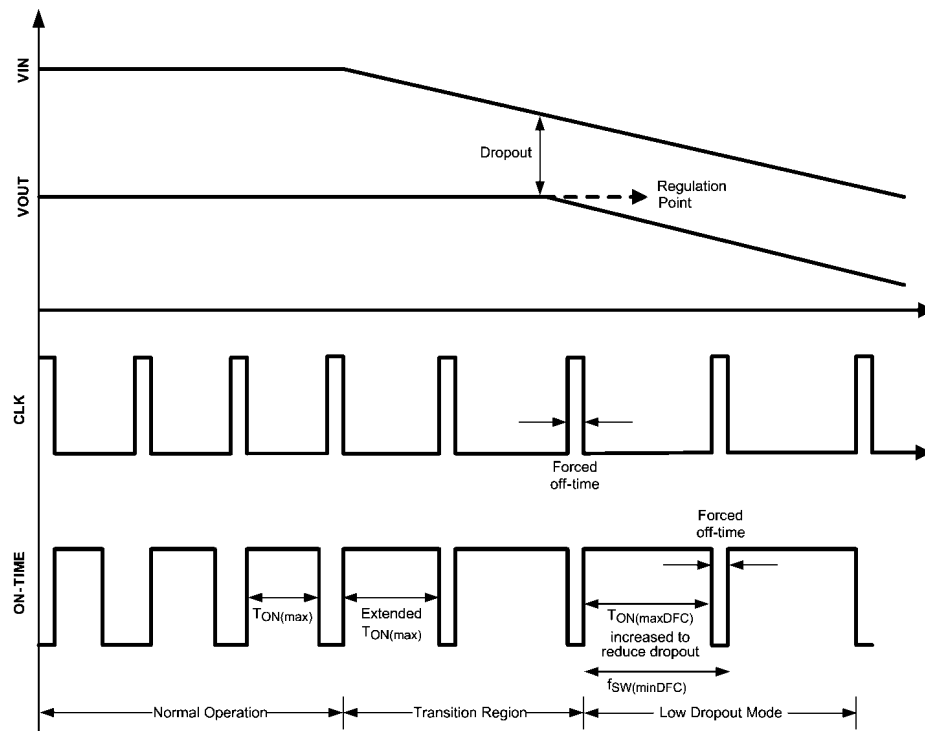 VIN
Dropout
VOUT
Regulation
Point
CLK
Forced
off-time
Forced
off-time
ON-TIME
TON(max)
Extended
TON(max)
TON(maxDFC)
increased to
reduce dropout
fSW(minDFC)
Normal Operation
Transition Region
Low Dropout Mode